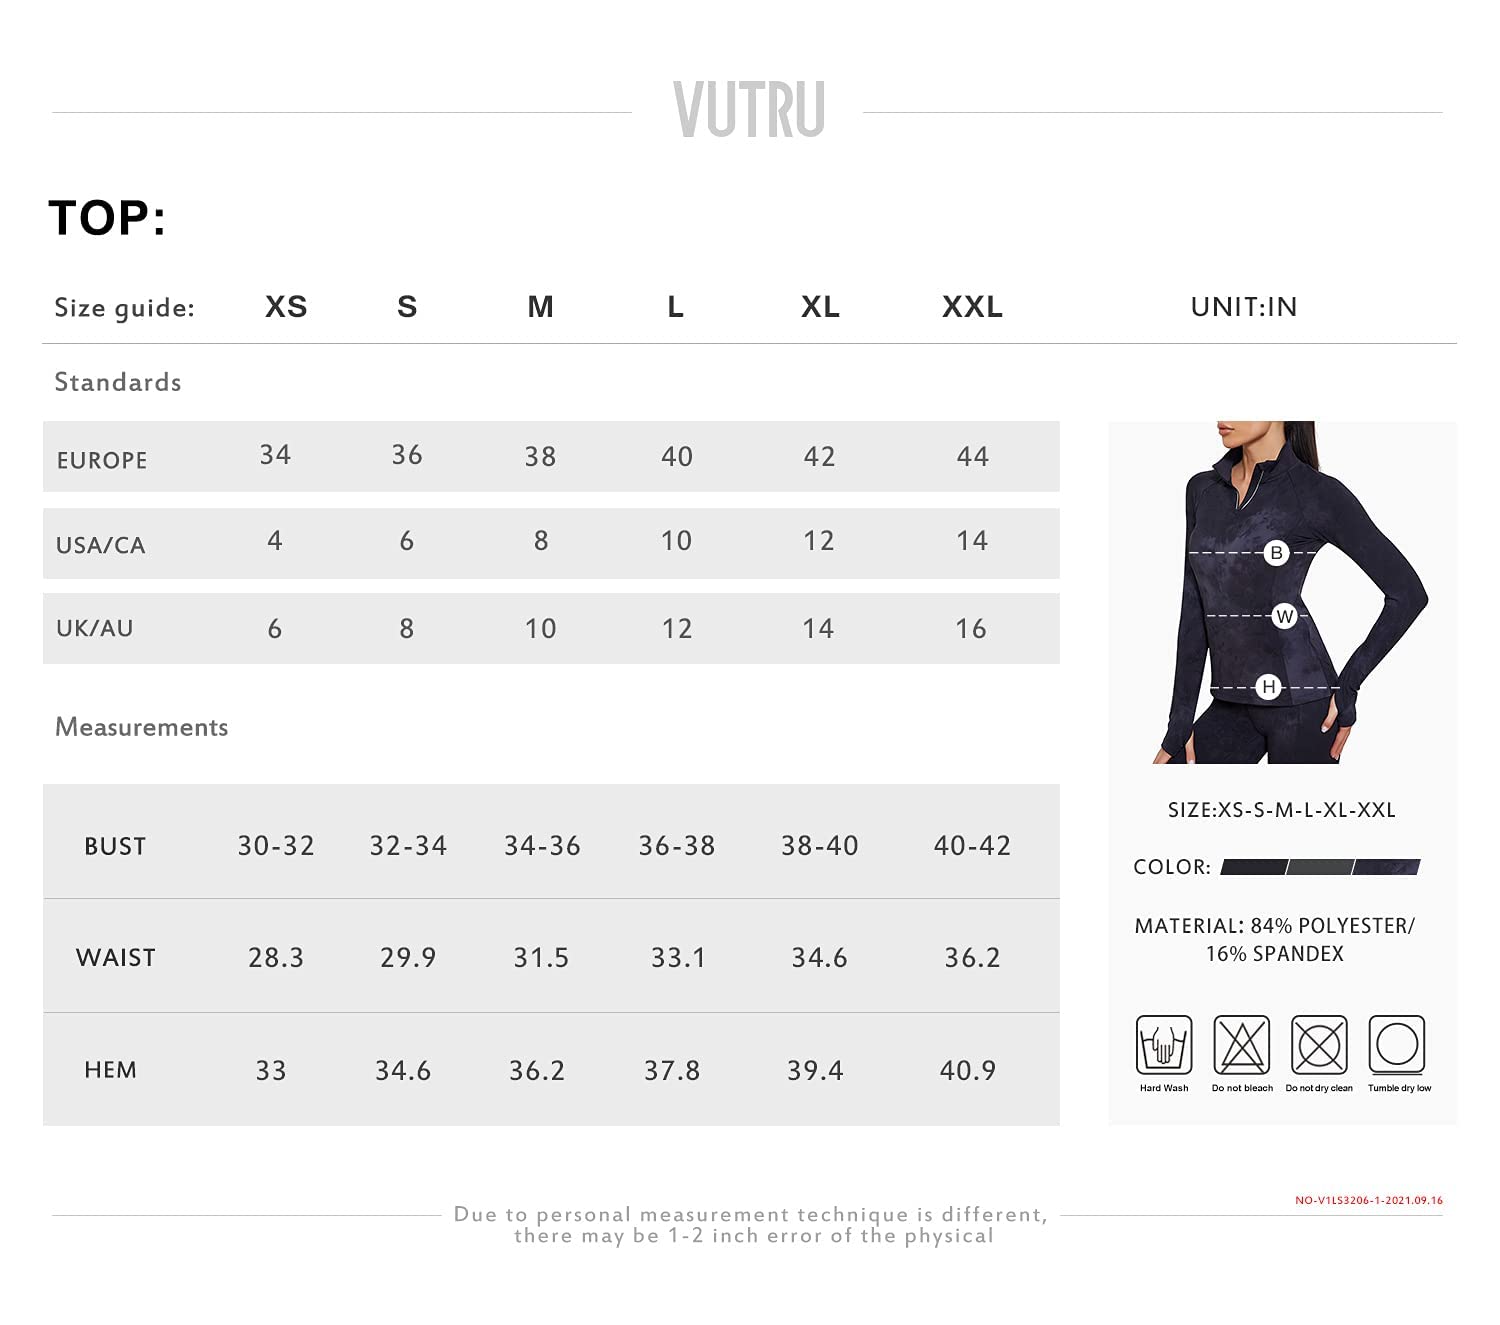 VUTRU
TOP:
Size guide: XS S M L XL XXL UNIT:IN
Standards
EUROPE 34 36 38 40 42 44
USA/CA 4 6 8 10 12 14
UK/AU 6 8 10 12 14 16
Measurements
BUST 30-32 32-34 34-36 36-38 38-40 40-42
WAIST 28.3 29.9 31.5 33.1 34.6 36.2
HEM 33 34.6 36.2 37.8 39.4 40.9
B
W
H
SIZE:XS-S-M-L-XL-XXL
COLOR:
MATERIAL: 84% POLYESTER/
16% SPANDEX
Hard Wash Do not bleach Do not dry clean Tumble dry low
NO-V1LS3206-1-2021.09.16
Due to personal measurement technique is different,
there may be 1-2 inch error of the physical